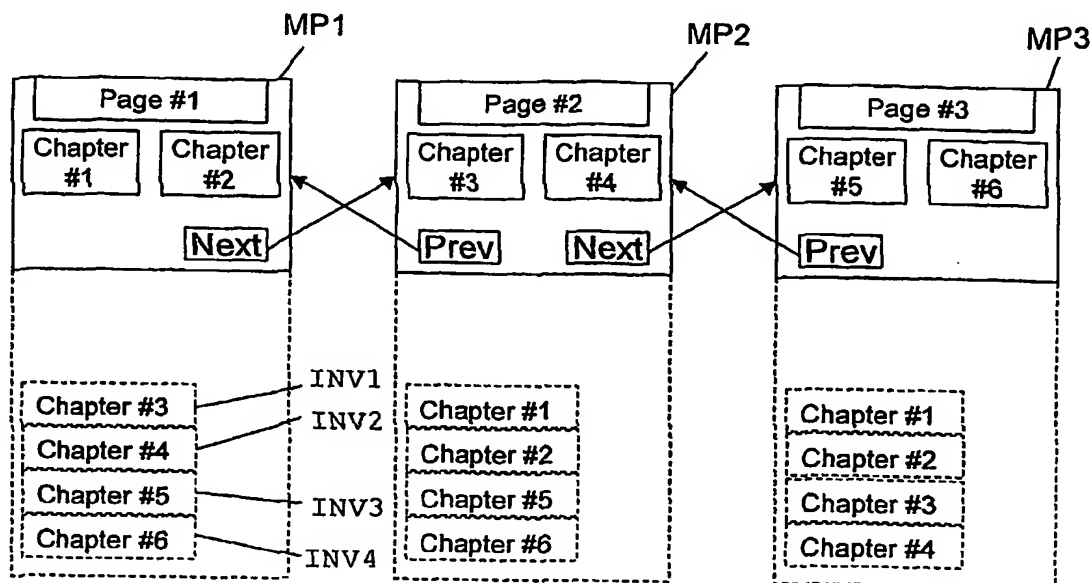 MP1
Page #1
Chapter
#1
Chapter
#2
Next
Chapter #3
Chapter #4
Chapter #5
Chapter #6
INV1
INV2
INV3
INV4
MP2
Page #2
Chapter
#3
Chapter
#4
Prev
Next
Chapter #1
Chapter #2
Chapter #5
Chapter #6
MP3
Page #3
Chapter
#5
Chapter
#6
Prev
Chapter #1
Chapter #2
Chapter #3
Chapter #4